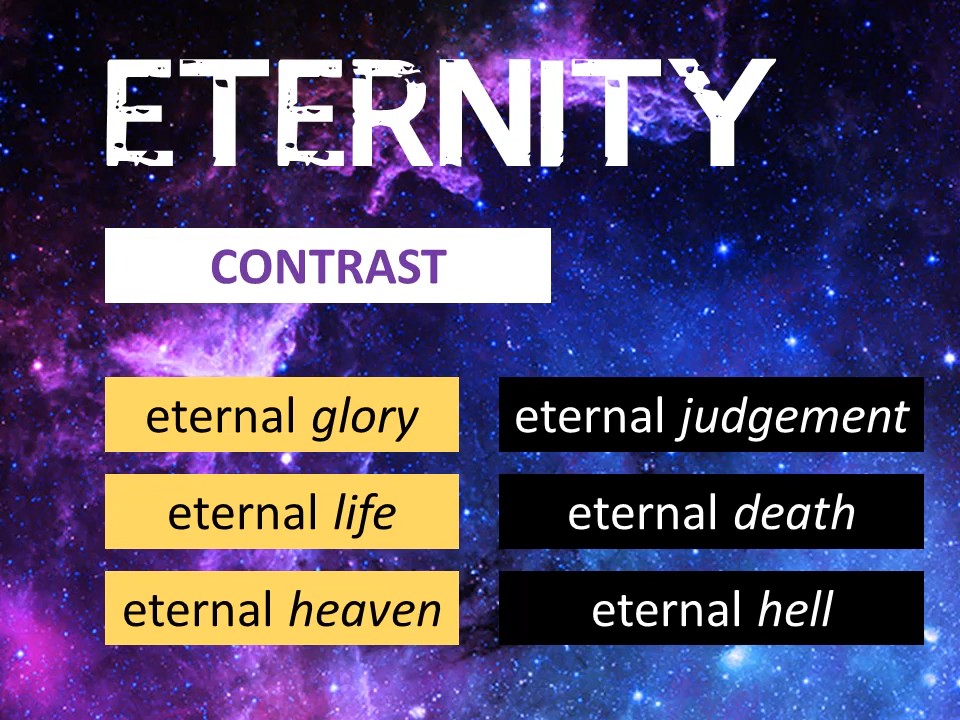 ETERNITY
CONTRAST
eternal glory
eternal judgement
eternal life
eternal death
eternal heaven
eternal hell